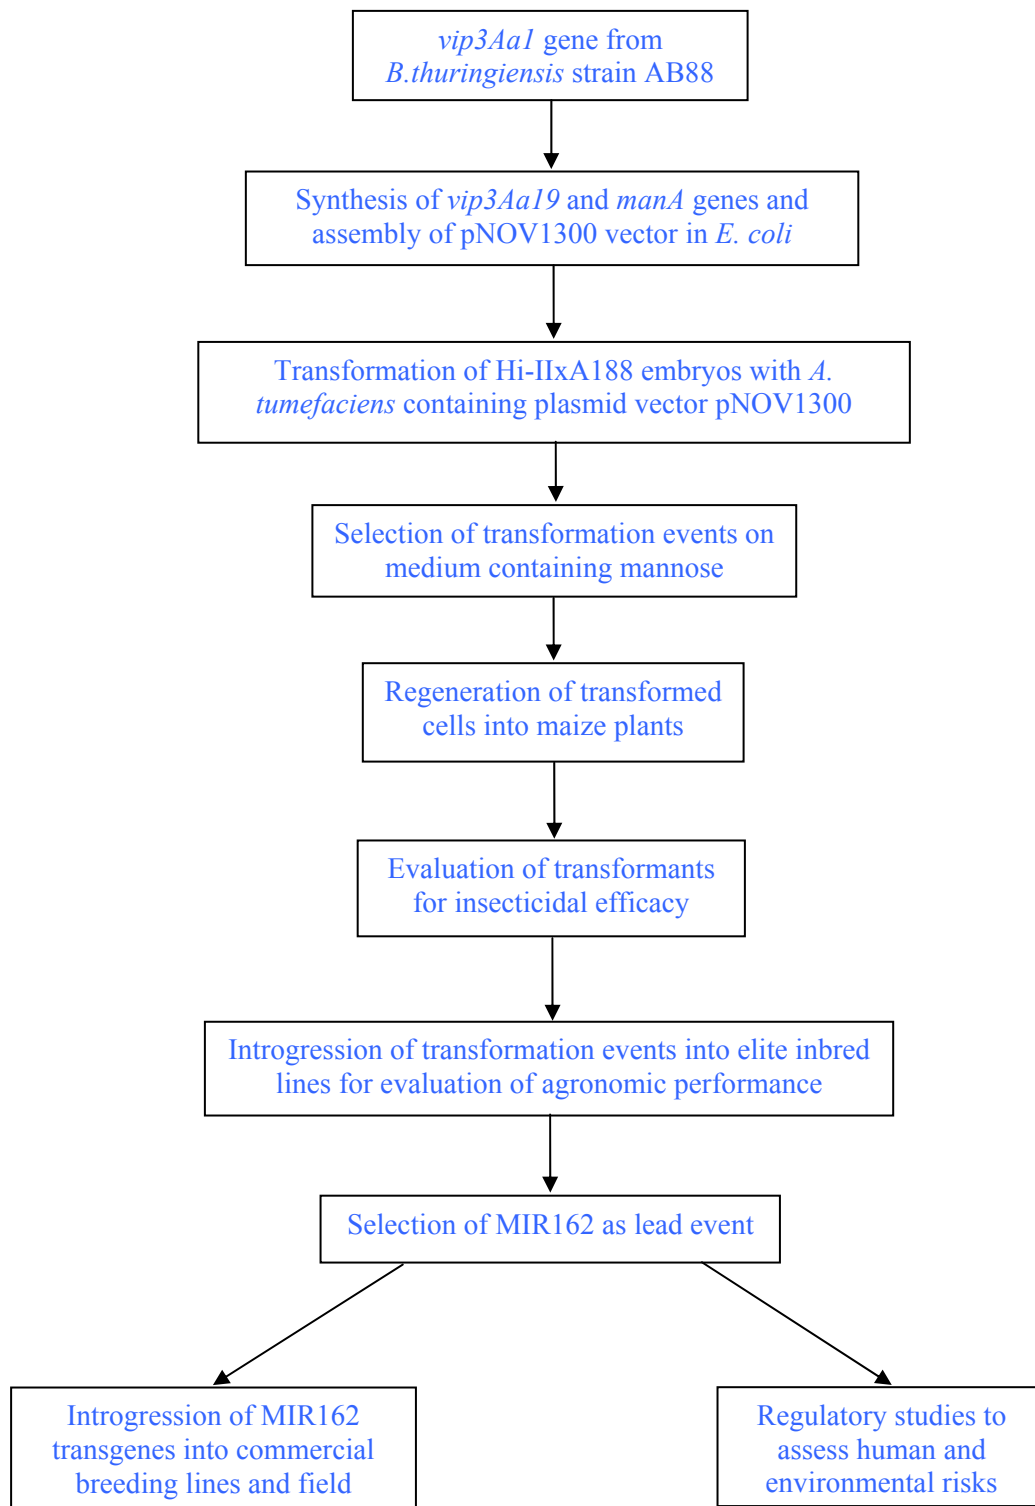 vip3Aa1 gene from
B.thuringiensis strain AB88
Synthesis of vip3Aa19 and manA genes and
assembly of pNOV1300 vector in E. coli
Transformation of Hi-IIxA188 embryos with A.
tumefaciens containing plasmid vector pNOV1300
Selection of transformation events on
medium containing mannose
Regeneration of transformed
cells into maize plants
Evaluation of transformants
for insecticidal efficacy
Introgression of transformation events into elite inbred
lines for evaluation of agronomic performance
Selection of MIR162 as lead event
Introgression of MIR162
transgenes into commercial
breeding lines and field
Regulatory studies to
assess human and
environmental risks